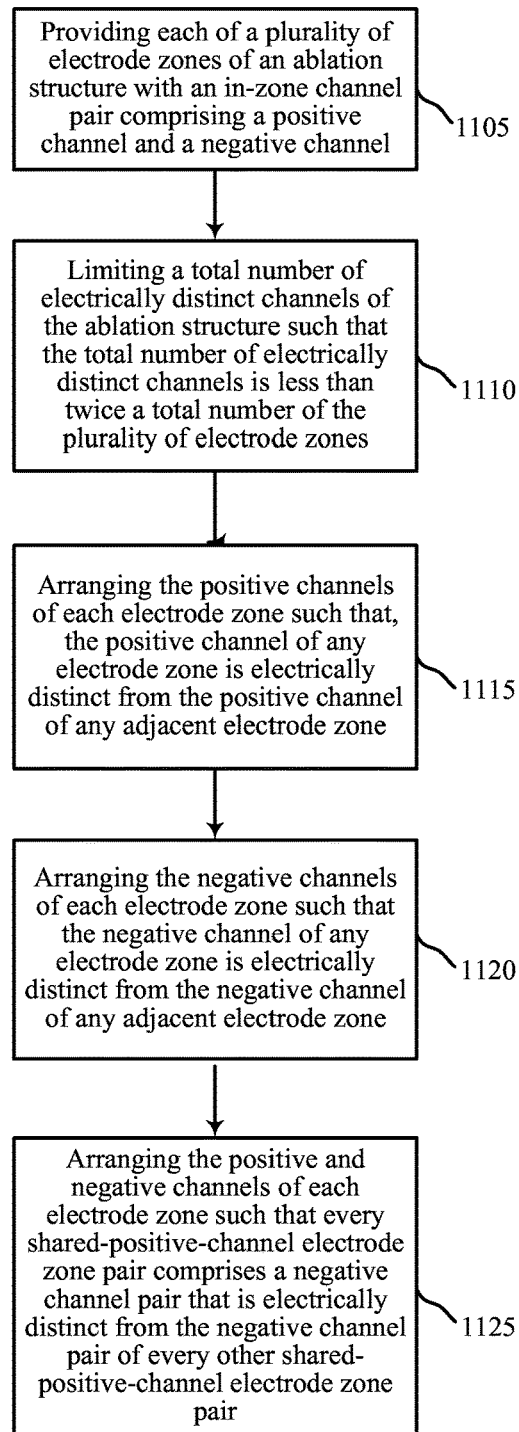 Providing each of a plurality of
electrode zones of an ablation
structure with an in-zone channel
pair comprising a positive
channel and a negative channel
1105
Limiting a total number of
electrically distinct channels of
the ablation structure such that
the total number of electrically
distinct channels is less than
twice a total number of the
plurality of electrode zones
1110
Arranging the positive channels
of each electrode zone such that,
the positive channel of any
electrode zone is electrically
distinct from the positive channel
of any adjacent electrode zone
1115
Arranging the negative channels
of each electrode zone such that
the negative channel of any
electrode zone is electrically
distinct from the negative channel
of any adjacent electrode zone
1120
Arranging the positive and
negative channels of each
electrode zone such that every
shared-positive-channel electrode
zone pair comprises a negative
channel pair that is electrically
distinct from the negative channel
pair of every other shared-
positive-channel electrode zone
pair
1125